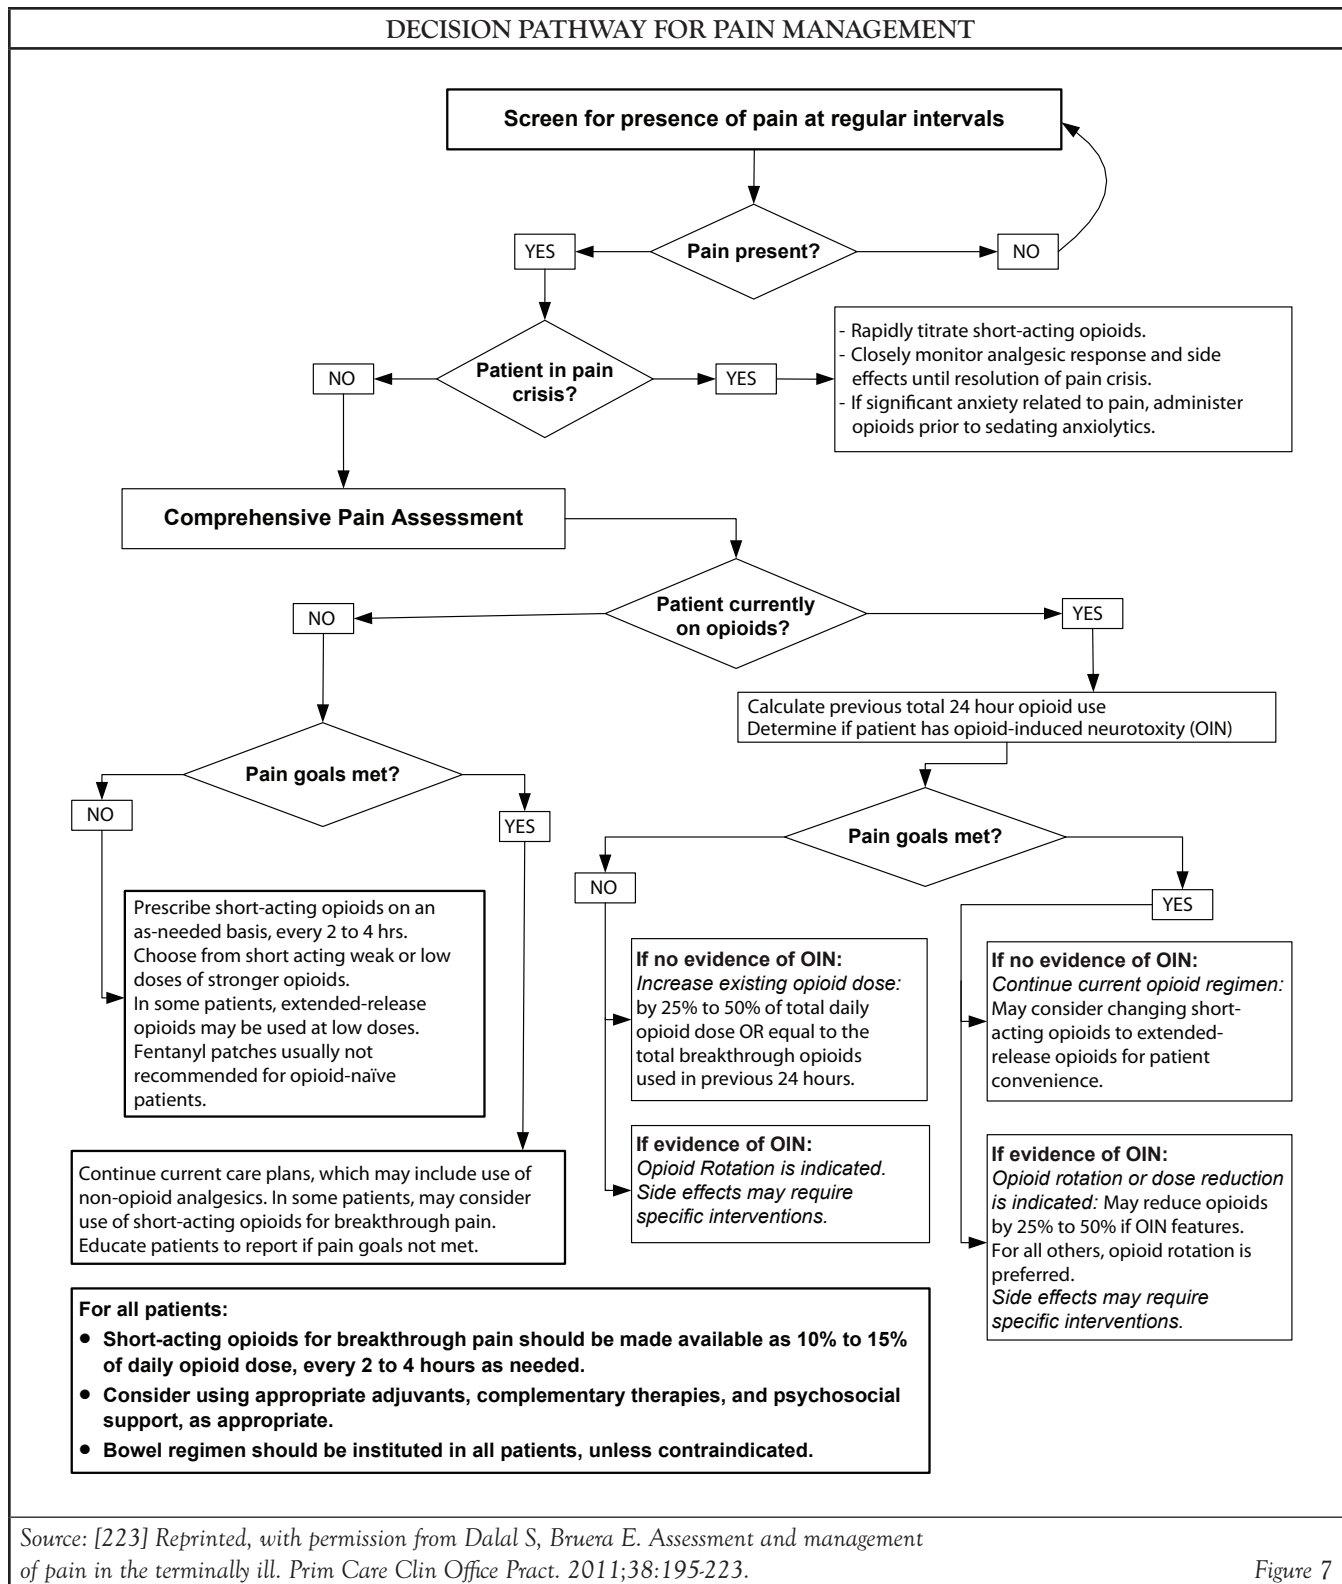 DECISION PATHWAY FOR PAIN MANAGEMENT
Screen for presence of pain at regular intervals
Pain present?
YES
NO
Patient in pain
crisis?
NO
YES
- Rapidly titrate short-acting opioids.
- Closely monitor analgesic response and side
effects until resolution of pain crisis.
- If significant anxiety related to pain, administer
opioids prior to sedating anxiolytics.
Comprehensive Pain Assessment
Patient currently
on opioids?
NO
YES
Calculate previous total 24 hour opioid use
Determine if patient has opioid-induced neurotoxity (OIN)
Pain goals met?
NO
YES
Prescribe short-acting opioids on an
as-needed basis, every 2 to 4 hrs.
Choose from short acting weak or low
doses of stronger opioids.
In some patients, extended-release
opioids may be used at low doses.
Fentanyl patches usually not
recommended for opioid-naïve
patients.
Continue current care plans, which may include use of
non-opioid analgesics. In some patients, may consider
use of short-acting opioids for breakthrough pain.
Educate patients to report if pain goals not met.
Pain goals met?
NO
YES
If no evidence of OIN:
Increase existing opioid dose:
by 25% to 50% of total daily
opioid dose OR equal to the
total breakthrough opioids
used in previous 24 hours.
If evidence of OIN:
Opioid Rotation is indicated.
Side effects may require
specific interventions.
If no evidence of OIN:
Continue current opioid regimen:
May consider changing short-
acting opioids to extended-
release opioids for patient
convenience.
If evidence of OIN:
Opioid rotation or dose reduction
is indicated: May reduce opioids
by 25% to 50% if OIN features.
For all others, opioid rotation is
preferred.
Side effects may require
specific interventions.
For all patients:
● Short-acting opioids for breakthrough pain should be made available as 10% to 15%
of daily opioid dose, every 2 to 4 hours as needed.
● Consider using appropriate adjuvants, complementary therapies, and psychosocial
support, as appropriate.
● Bowel regimen should be instituted in all patients, unless contraindicated.
Source: [223] Reprinted, with permission from Dalal S, Bruera E. Assessment and management
of pain in the terminally ill. Prim Care Clin Office Pract. 2011;38:195-223.
Figure 7